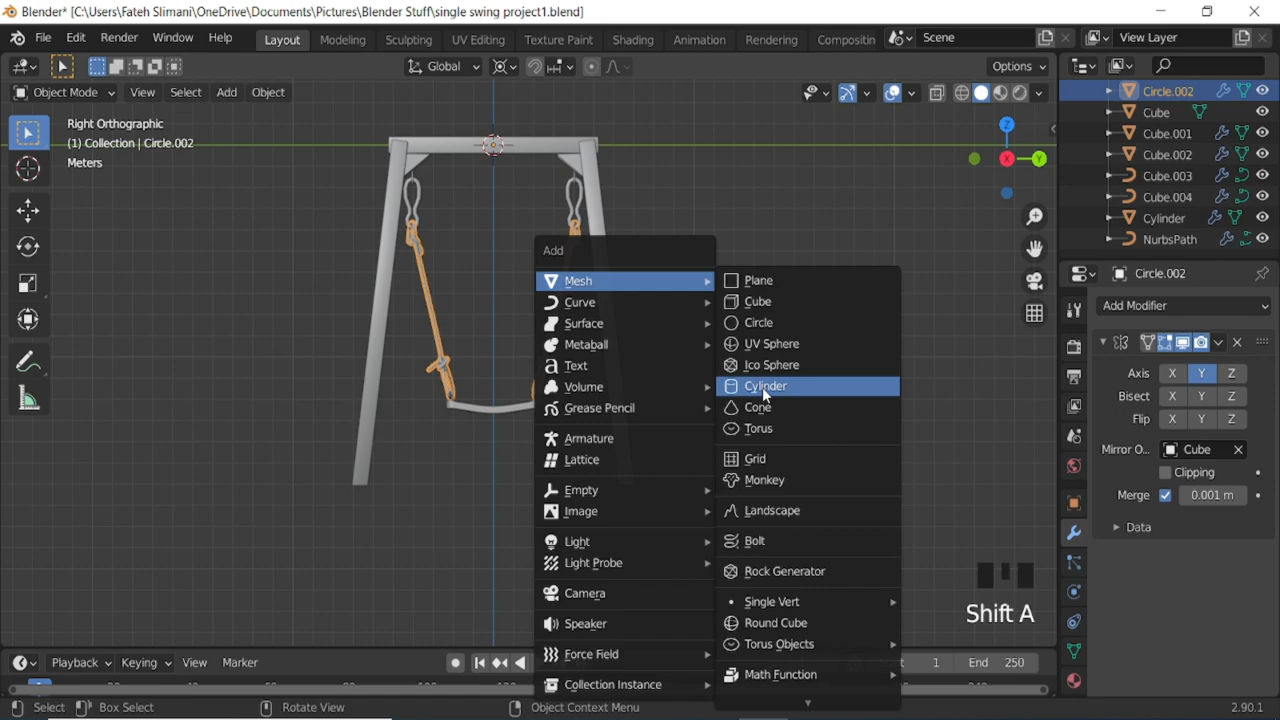 Blender* [C:\Users\Fateh Slimani\OneDrive\Documents\Pictures\Blender Stuff\single swing project1.blend]
File Edit Render Window Help Layout Modeling Sculpting UV Editing Texture Paint Shading Animation Rendering Compositin Scene View Layer
Global Options
Object Mode View Select Add Object
Right Orthographic
(1) Collection | Circle.002
Meters
Z
X
Y
Circle.002
Cube
Cube.001
Cube.002
Cube.003
Cube.004
Cylinder
NurbsPath
Circle.002
Add Modifier
Axis X Y Z
Bisect X Y Z
Flip X Y Z
Mirror O... Cube
Clipping
Merge 0.001 m
Data
Add
Mesh
Curve
Surface
Metaball
Text
Volume
Grease Pencil
Armature
Lattice
Empty
Image
Light
Light Probe
Camera
Speaker
Force Field
Collection Instance
Plane
Cube
Circle
UV Sphere
Ico Sphere
Cylinder
Cone
Torus
Grid
Monkey
Landscape
Bolt
Rock Generator
Single Vert
Round Cube
Torus Objects
Math Function
Shift A
Playback Keying View Marker 1 End 250
Select Box Select Rotate View Object Context Menu 2.90.1